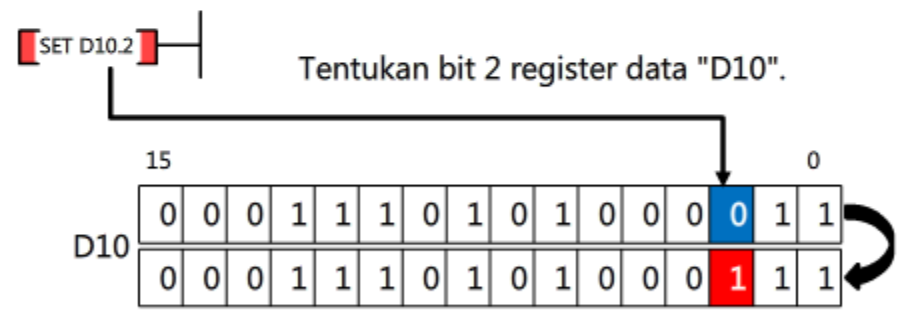 SET D10.2
Tentukan bit 2 register data "D10".
15 0
0 0 0 1 1 1 0 1 0 1 0 0 0 0 1 1
D10
0 0 0 1 1 1 0 1 0 1 0 0 0 1 1 1